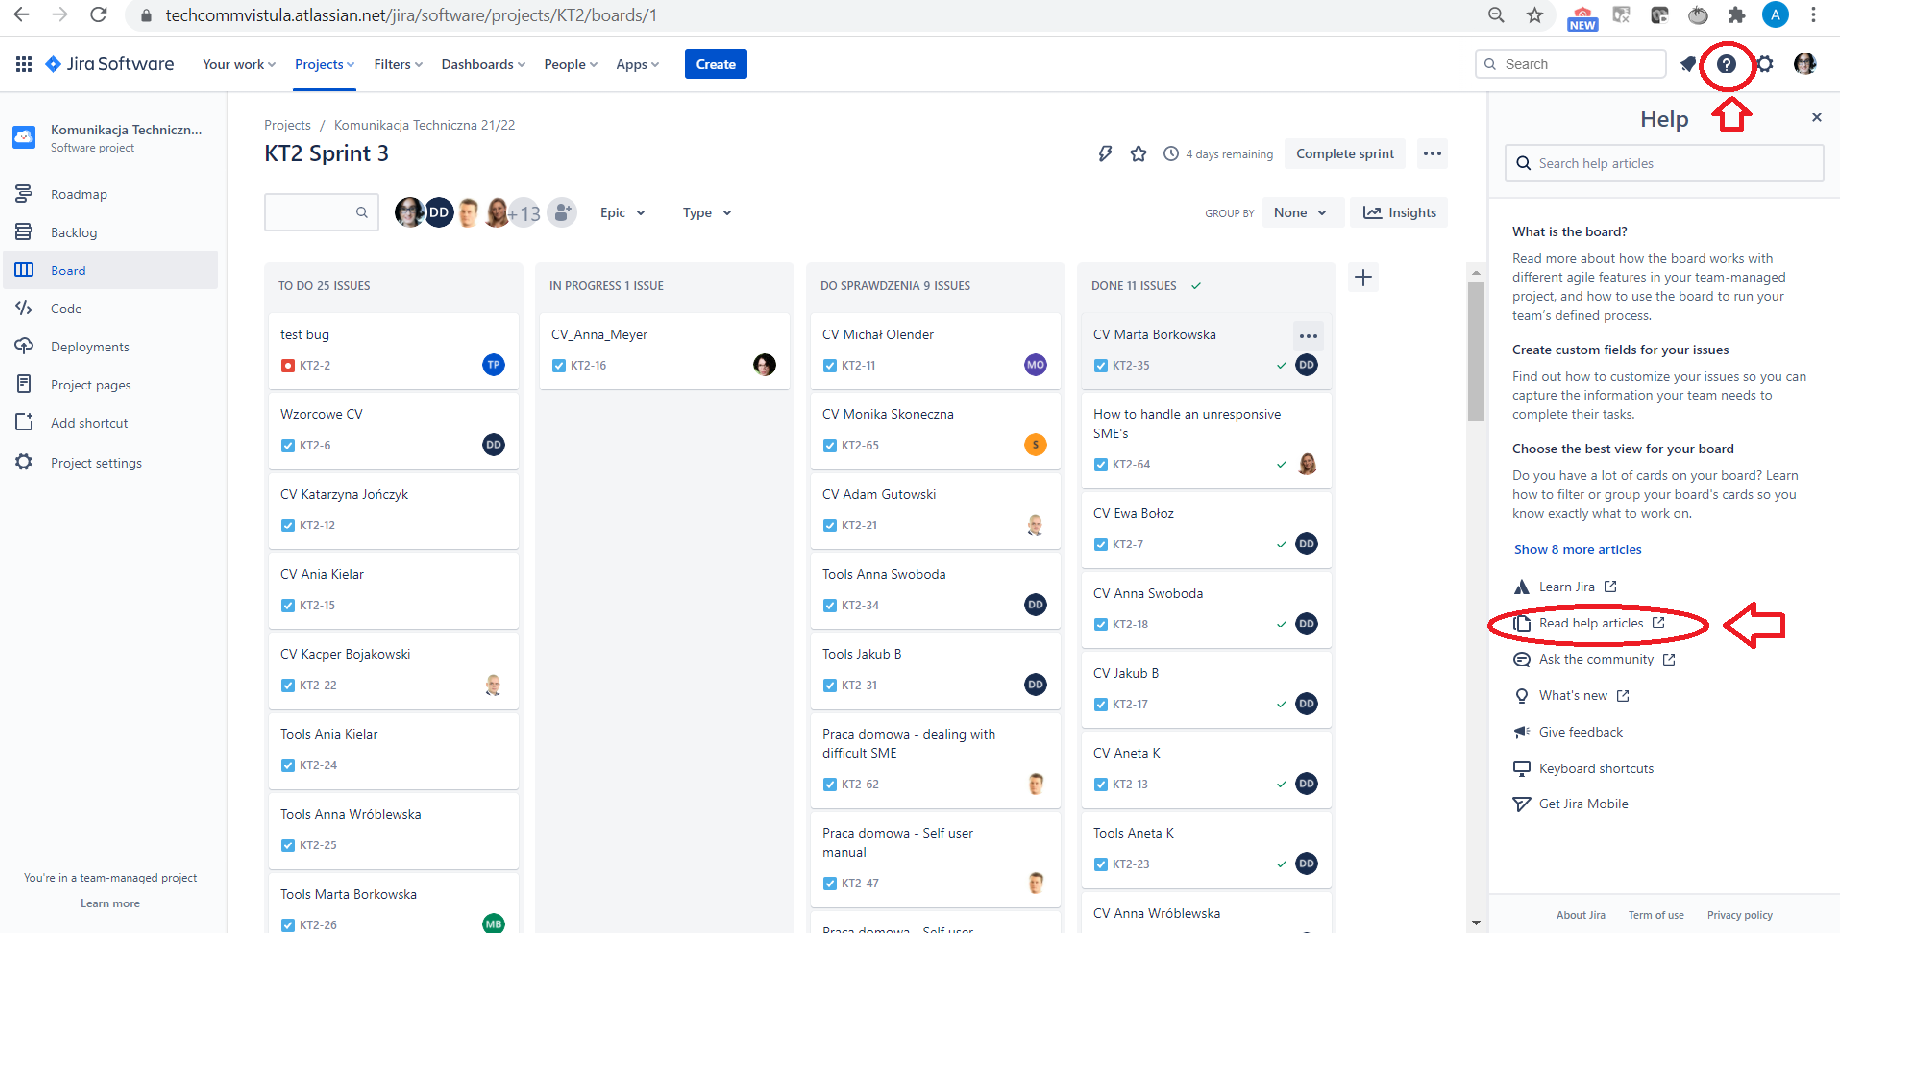 techcommvistula.atlassian.net/jira/software/projects/KT2/boards/1
NEW
A
Jira Software
Your work
Projects
Filters
Dashboards
People
Apps
Create
Search
?
Komunikacja Techniczn...
Software project
Roadmap
Backlog
Board
Code
Deployments
Project pages
Add shortcut
Project settings
You're in a team-managed project
Learn more
Projects / Komunikacja Techniczna 21/22
KT2 Sprint 3
4 days remaining
Complete sprint
DD
+13
Epic
Type
GROUP BY
None
Insights
TO DO 25 ISSUES
test bug
KT2-2
TP
Wzorcowe CV
KT2-6
DD
CV Katarzyna Jończyk
KT2-12
CV Ania Kielar
KT2-15
CV Kacper Bojakowski
KT2-22
Tools Ania Kielar
KT2-24
Tools Anna Wróblewska
KT2-25
Tools Marta Borkowska
KT2-26
MB
IN PROGRESS 1 ISSUE
CV_Anna_Meyer
KT2-16
DO SPRAWDZENIA 9 ISSUES
CV Michał Olender
KT2-11
MO
CV Monika Skoneczna
KT2-65
S
CV Adam Gutowski
KT2-21
Tools Anna Swoboda
KT2-34
DD
Tools Jakub B
KT2-31
DD
Praca domowa - dealing with
difficult SME
KT2-62
Praca domowa - Self user
manual
KT2-47
Praca domowa - Self user
DONE 11 ISSUES
CV Marta Borkowska
KT2-35
DD
How to handle an unresponsive
SME's
KT2-64
CV Ewa Bołoz
KT2-7
DD
CV Anna Swoboda
KT2-18
DD
CV Jakub B
KT2-17
DD
CV Aneta K
KT2-13
DD
Tools Aneta K
KT2-23
DD
CV Anna Wróblewska
Help
Search help articles
What is the board?
Read more about how the board works with
different agile features in your team-managed
project, and how to use the board to run your
team's defined process.
Create custom fields for your issues
Find out how to customize your issues so you can
capture the information your team needs to
complete their tasks.
Choose the best view for your board
Do you have a lot of cards on your board? Learn
how to filter or group your board's cards so you
know exactly what to work on.
Show 8 more articles
Learn Jira
Read help articles
Ask the community
What's new
Give feedback
Keyboard shortcuts
Get Jira Mobile
About Jira
Term of use
Privacy policy